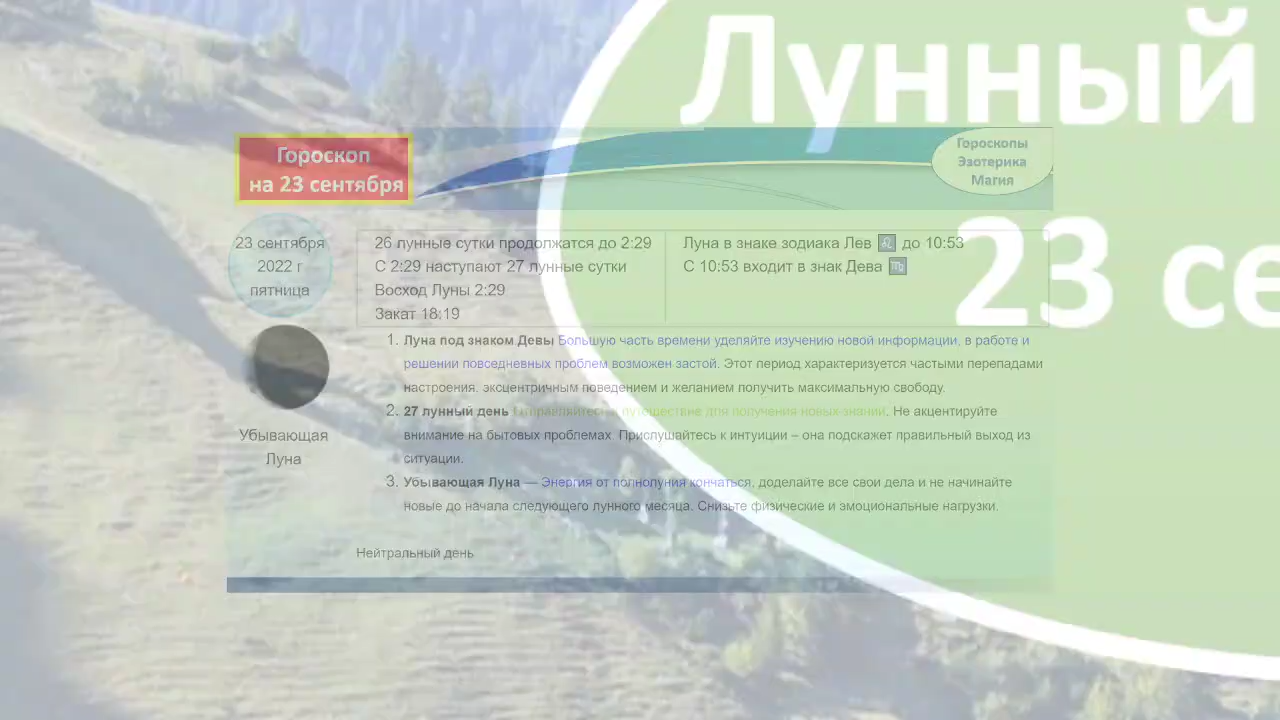 Лунный
23 се
Гороскоп
на 23 сентября
Гороскопы
Эзотерика
Магия
23 сентября
2022 г
пятница
26 лунные сутки продолжатся до 2:29
С 2:29 наступают 27 лунные сутки
Восход Луны 2:29
Закат 18:19
Луна в знаке зодиака Лев ♌ до 10:53
С 10:53 входит в знак Дева ♍
Убывающая
Луна
1. Луна под знаком Девы Большую часть времени уделяйте изучению новой информации, в работе и
решении повседневных проблем возможен застой. Этот период характеризуется частыми перепадами
настроения, эксцентричным поведением и желанием получить максимальную свободу.
2. 27 лунный день Отправляйтесь в путешествие для получения новых знаний. Не акцентируйте
внимание на бытовых проблемах. Прислушайтесь к интуиции – она подскажет правильный выход из
ситуации.
3. Убывающая Луна — Энергия от полнолуния кончаться, доделайте все свои дела и не начинайте
новые до начала следующего лунного месяца. Снизьте физические и эмоциональные нагрузки.
Нейтральный день